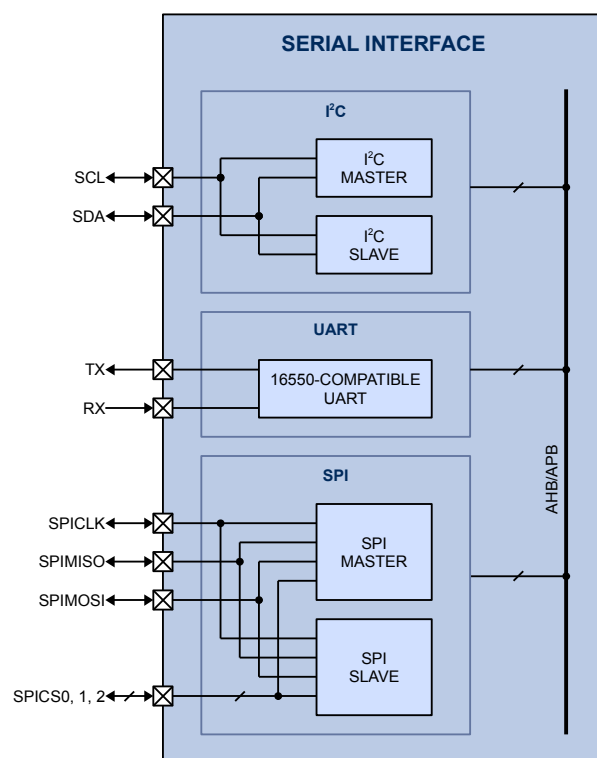 SERIAL INTERFACE
I²C
SCL
SDA
I²C
MASTER
I²C
SLAVE
UART
TX
RX
16550-COMPATIBLE
UART
AHB/APB
SPI
SPICLK
SPIMISO
SPIMOSI
SPICS0, 1, 2
SPI
MASTER
SPI
SLAVE